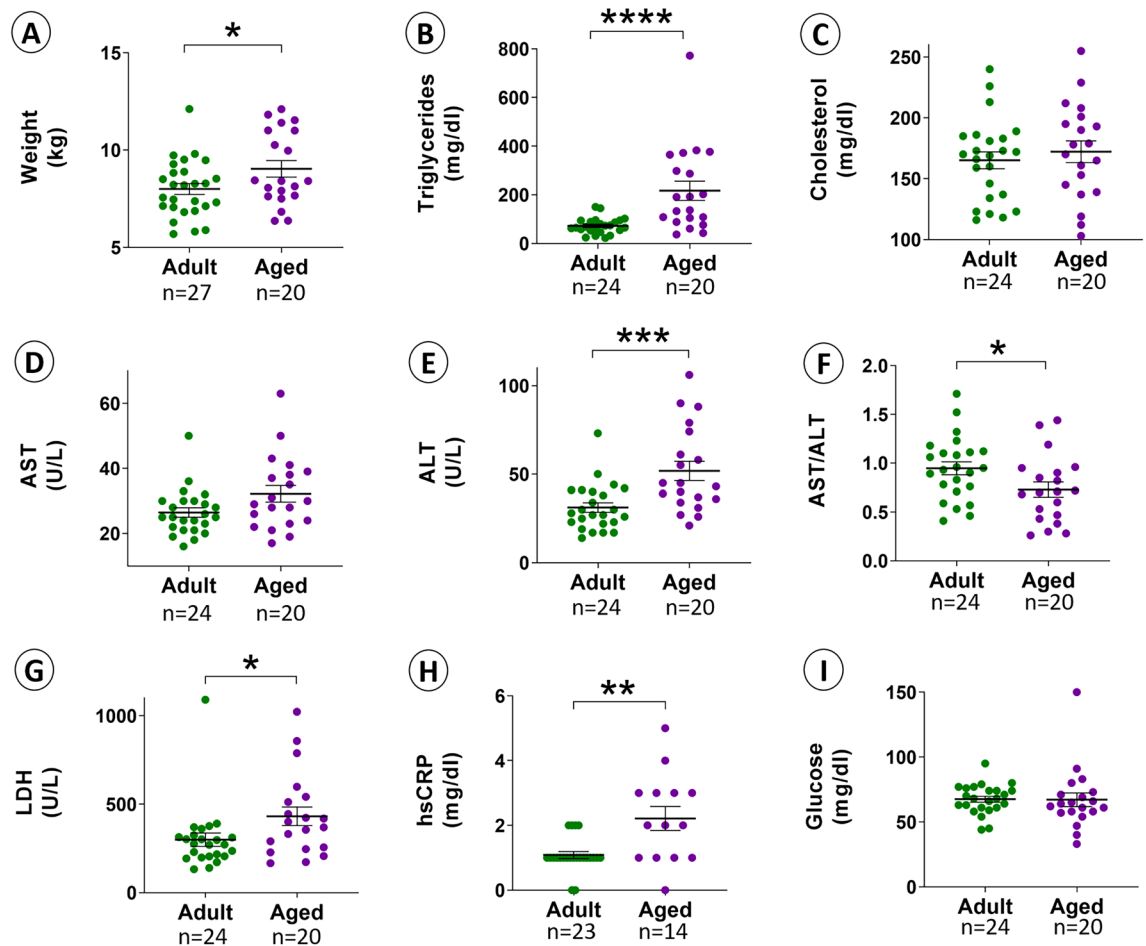 A
Weight
(kg)
*
15
10
5
Adult
Aged
n=27
n=20
B
Triglycerides
(mg/dl)
****
800
600
400
200
0
Adult
Aged
n=24
n=20
C
Cholesterol
(mg/dl)
250
200
150
100
Adult
Aged
n=24
n=20
D
AST
(U/L)
60
40
20
Adult
Aged
n=24
n=20
E
ALT
(U/L)
***
100
50
0
Adult
Aged
n=24
n=20
F
AST/ALT
*
2.0
1.5
1.0
0.5
0.0
Adult
Aged
n=24
n=20
G
LDH
(U/L)
*
1000
500
0
Adult
Aged
n=24
n=20
H
hsCRP
(mg/dl)
**
6
4
2
0
Adult
Aged
n=23
n=14
I
Glucose
(mg/dl)
150
100
50
0
Adult
Aged
n=24
n=20